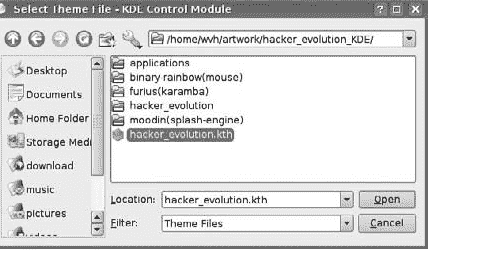 Select Theme File - KDE Control Module
/home/wvh/artwork/hacker_evolution_KDE/
Desktop
Documents
Home Folder
Storage Medi
download
music
pictures
videos
applications
binary rainbow(mouse)
furius(karamba)
hacker_evolution
moodin(splash-engine)
hacker_evolution.kth
Location: hacker_evolution.kth Open
Filter: Theme Files Cancel